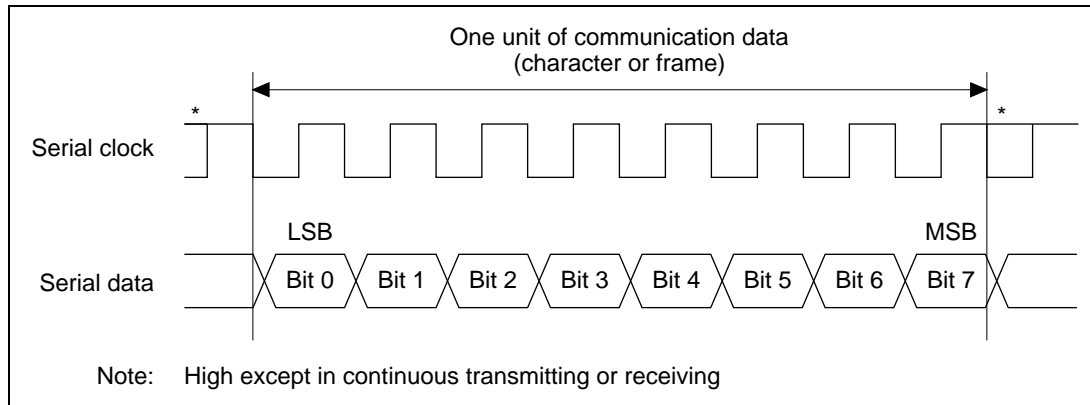 One unit of communication data
(character or frame)
* *
Serial clock
LSB MSB
Serial data Bit 0 Bit 1 Bit 2 Bit 3 Bit 4 Bit 5 Bit 6 Bit 7
Note: High except in continuous transmitting or receiving